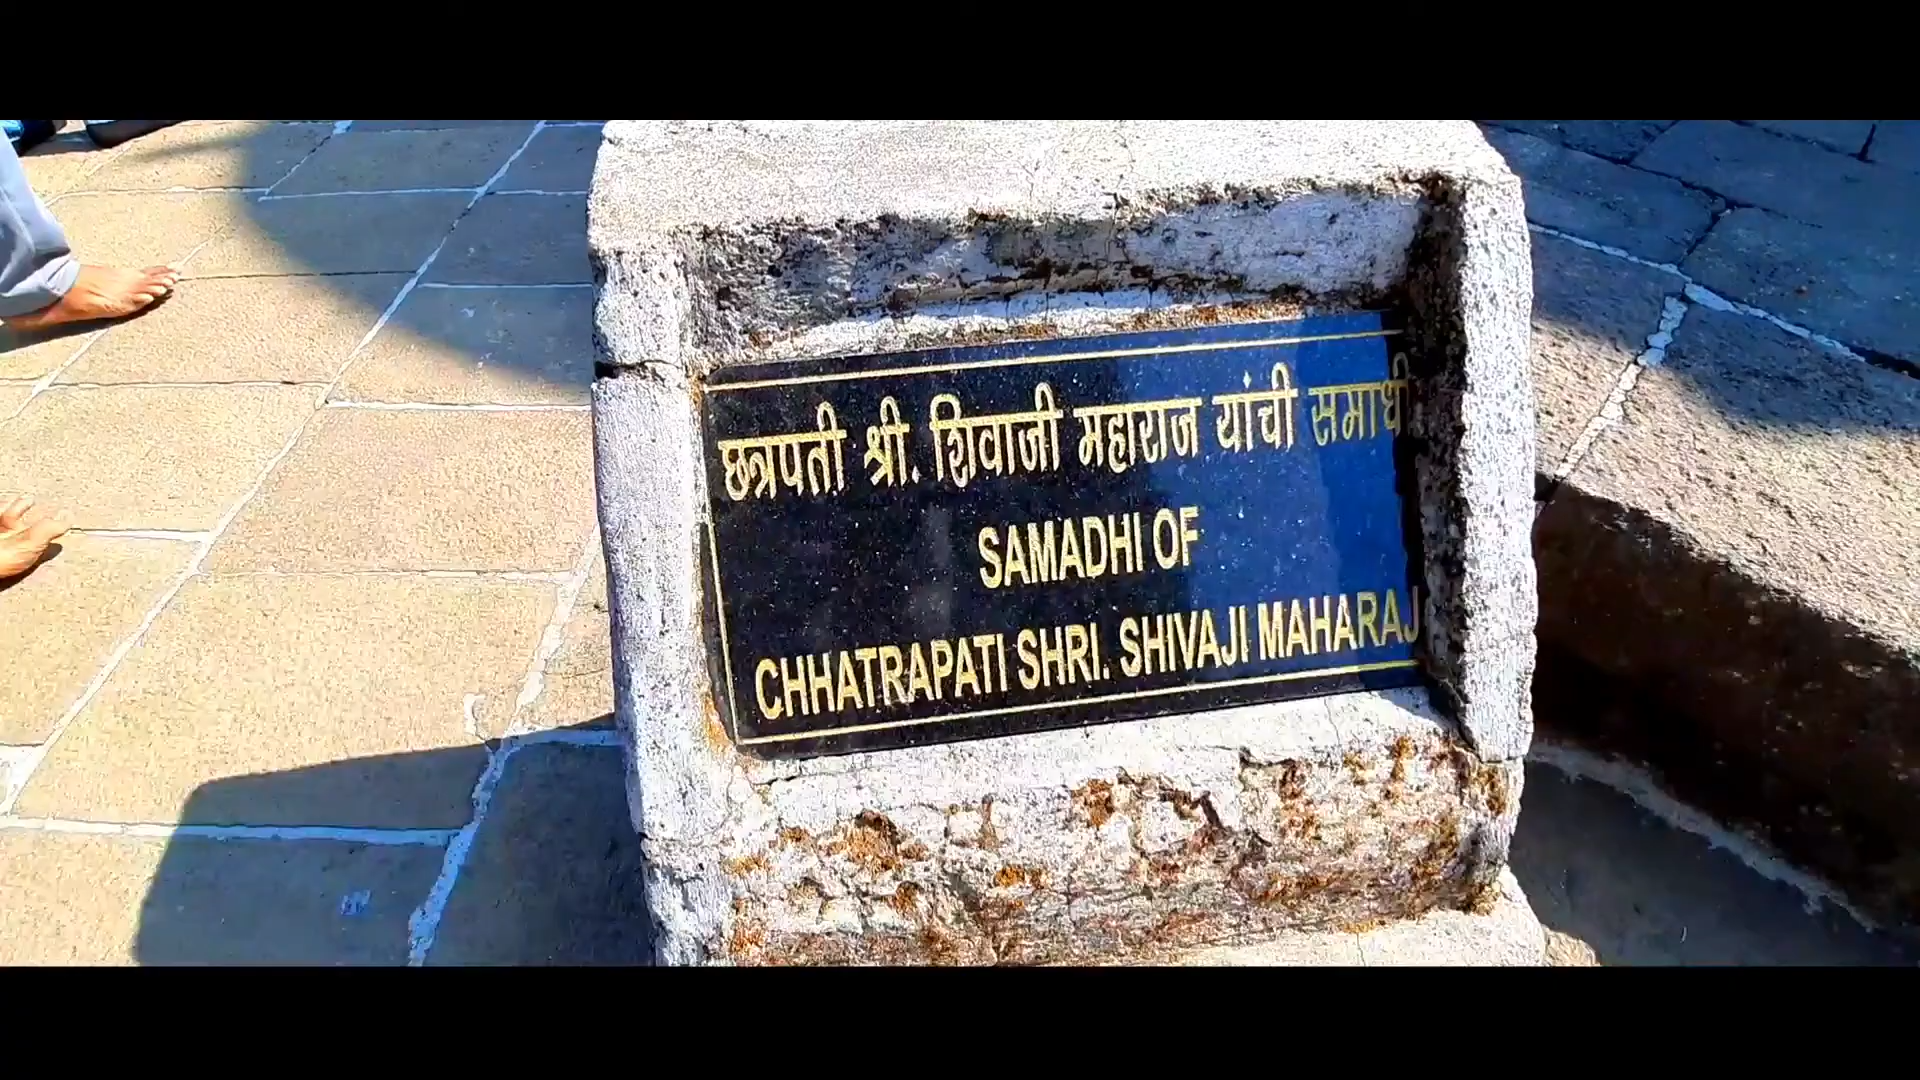 छत्रपती श्री. शिवाजी महाराज यांची समाधी
SAMADHI OF
CHHATRAPATI SHRI. SHIVAJI MAHARAJ